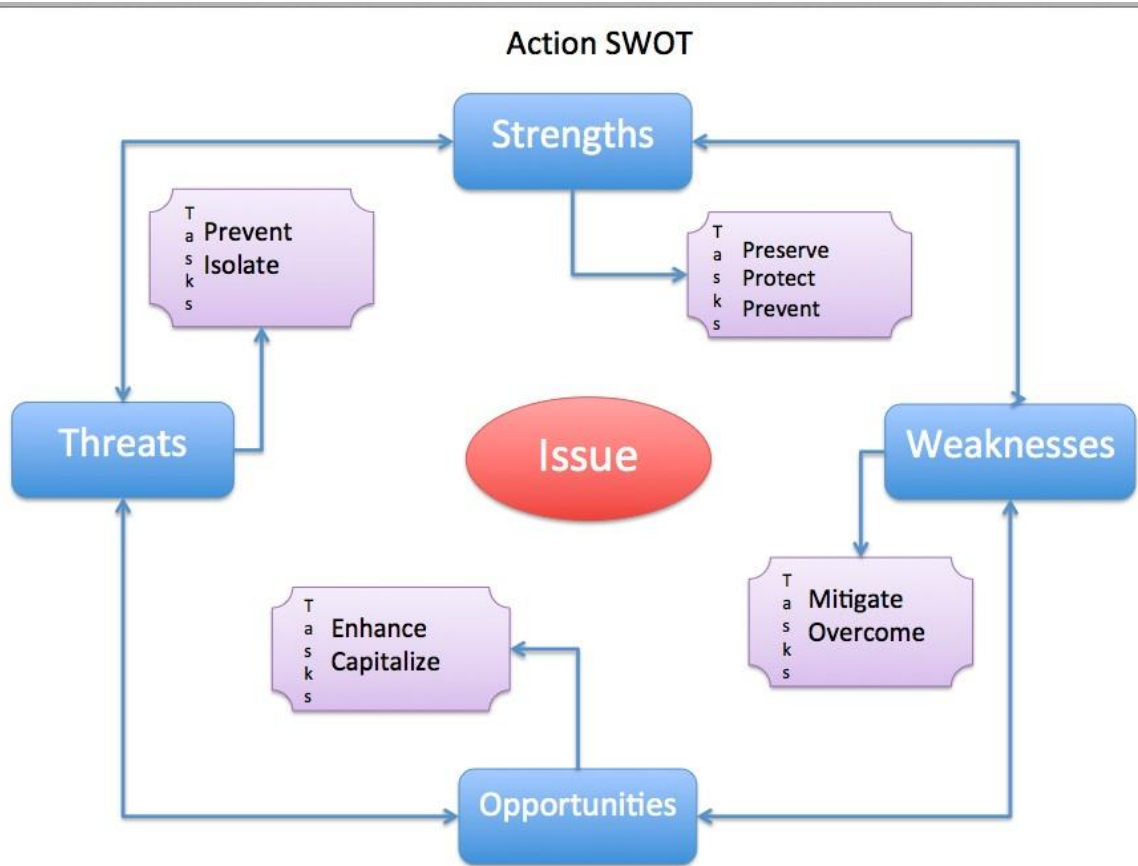 Action SWOT
Strengths
Tasks
Prevent
Isolate
Tasks
Preserve
Protect
Prevent
Threats
Issue
Weaknesses
Tasks
Enhance
Capitalize
Tasks
Mitigate
Overcome
Opportunities